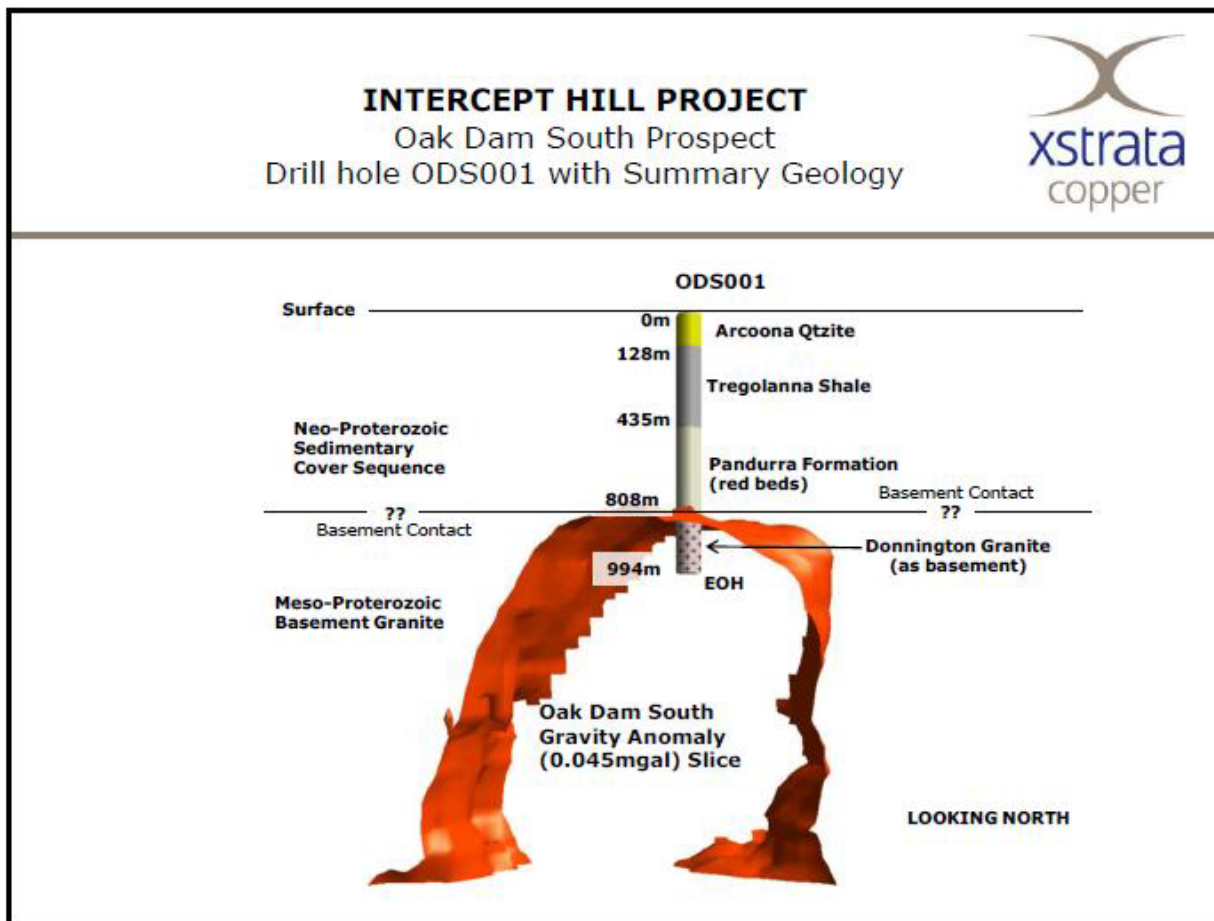 INTERCEPT HILL PROJECT
Oak Dam South Prospect
Drill hole ODS001 with Summary Geology
xstrata
copper
ODS001
Surface
0m
Arcoona Qtzite
128m
Tregolanna Shale
435m
Neo-Proterozoic
Sedimentary
Cover Sequence
Pandurra Formation
(red beds)
808m
Basement Contact
??
??
Basement Contact
Donnington Granite
(as basement)
994m
EOH
Meso-Proterozoic
Basement Granite
Oak Dam South
Gravity Anomaly
(0.045mgal) Slice
LOOKING NORTH